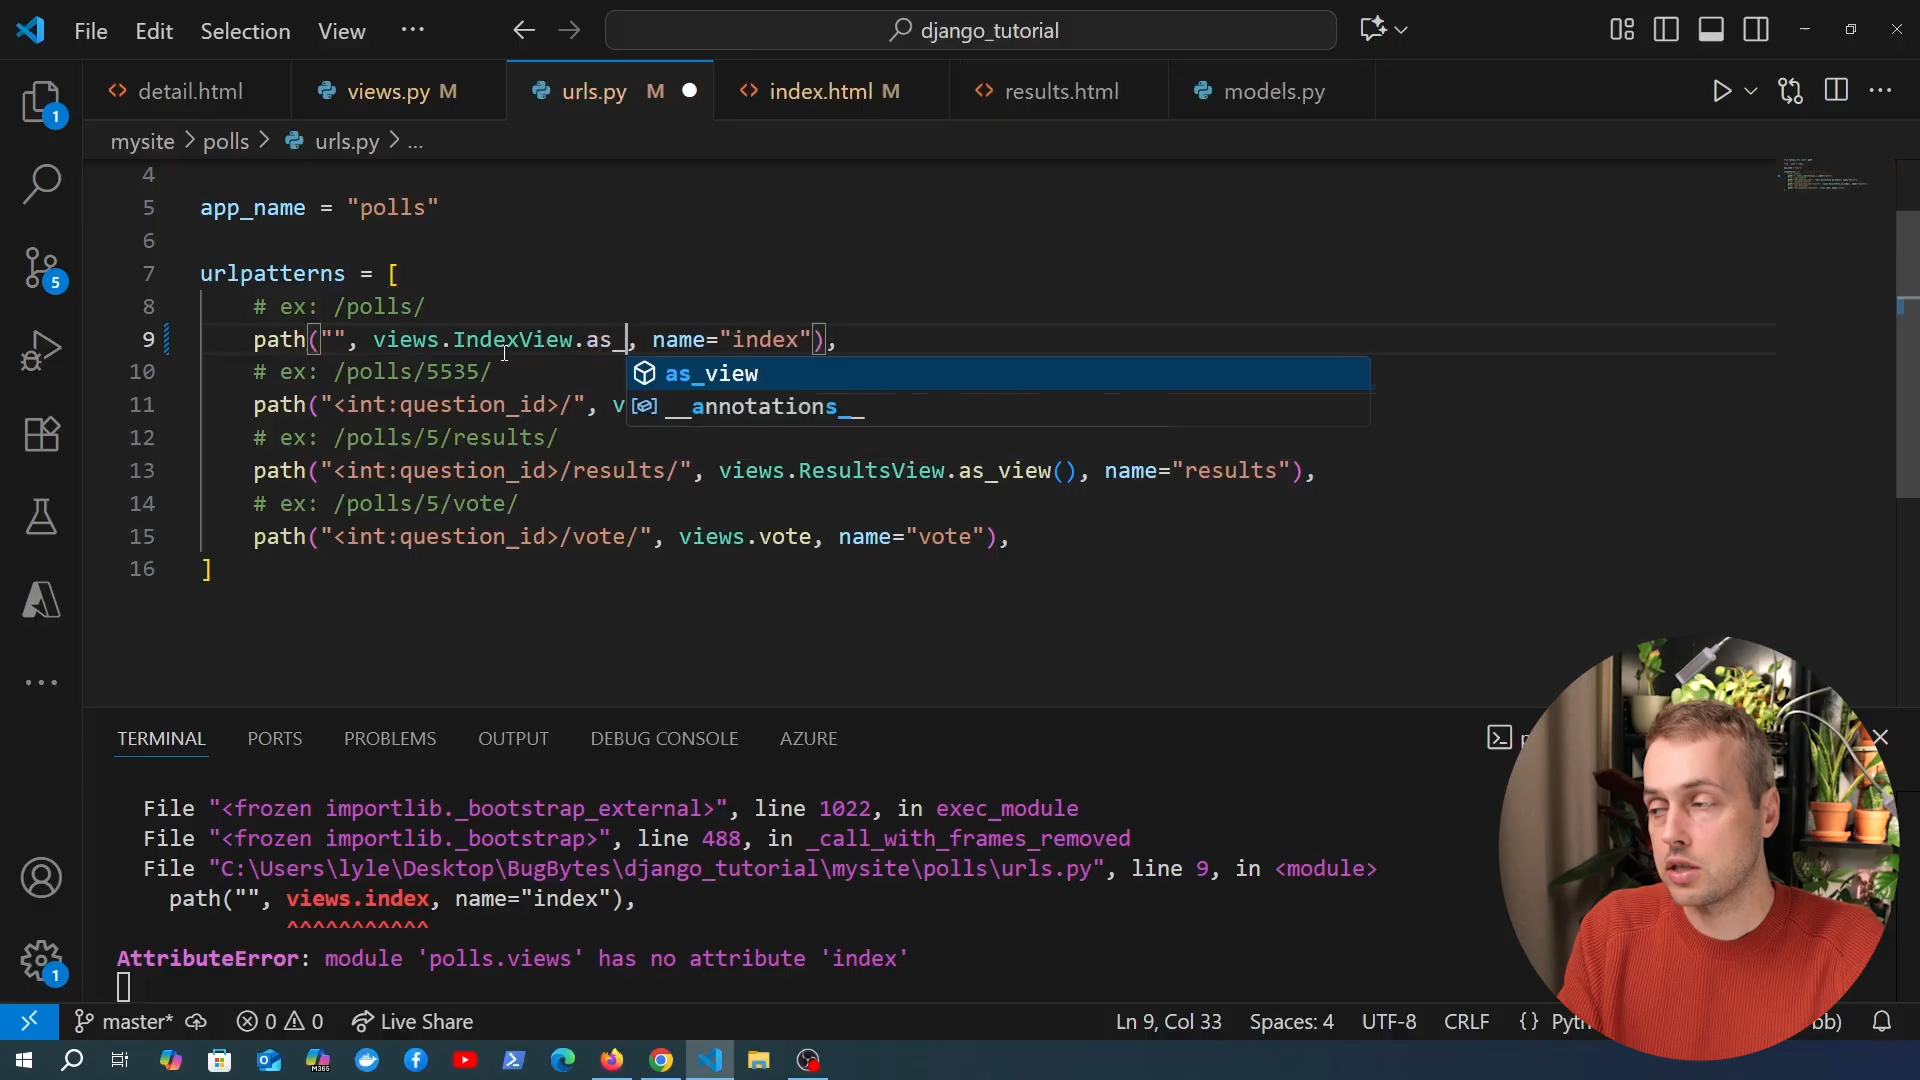 File Edit Selection View ... django_tutorial
detail.html views.py M urls.py M index.html M results.html models.py
mysite > polls > urls.py > ...
4
5 app_name = "polls"
6
7 urlpatterns = [
8 # ex: /polls/
9 path("", views.IndexView.as_, name="index"),
as_view
10 # ex: /polls/5535/
__annotations__
11 path("<int:question_id>/", v
12 # ex: /polls/5/results/
13 path("<int:question_id>/results/", views.ResultsView.as_view(), name="results"),
14 # ex: /polls/5/vote/
15 path("<int:question_id>/vote/", views.vote, name="vote"),
16 ]
1
5
1
TERMINAL PORTS PROBLEMS OUTPUT DEBUG CONSOLE AZURE
File "<frozen importlib._bootstrap_external>", line 1022, in exec_module
File "<frozen importlib._bootstrap>", line 488, in _call_with_frames_removed
File "C:\Users\lyle\Desktop\BugBytes\django_tutorial\mysite\polls\urls.py", line 9, in <module>
path("", views.index, name="index"),
^^^^^^^^^^^
AttributeError: module 'polls.views' has no attribute 'index'
master* 0 0 Live Share Ln 9, Col 33 Spaces: 4 UTF-8 CRLF {} Pyth bb)
M365